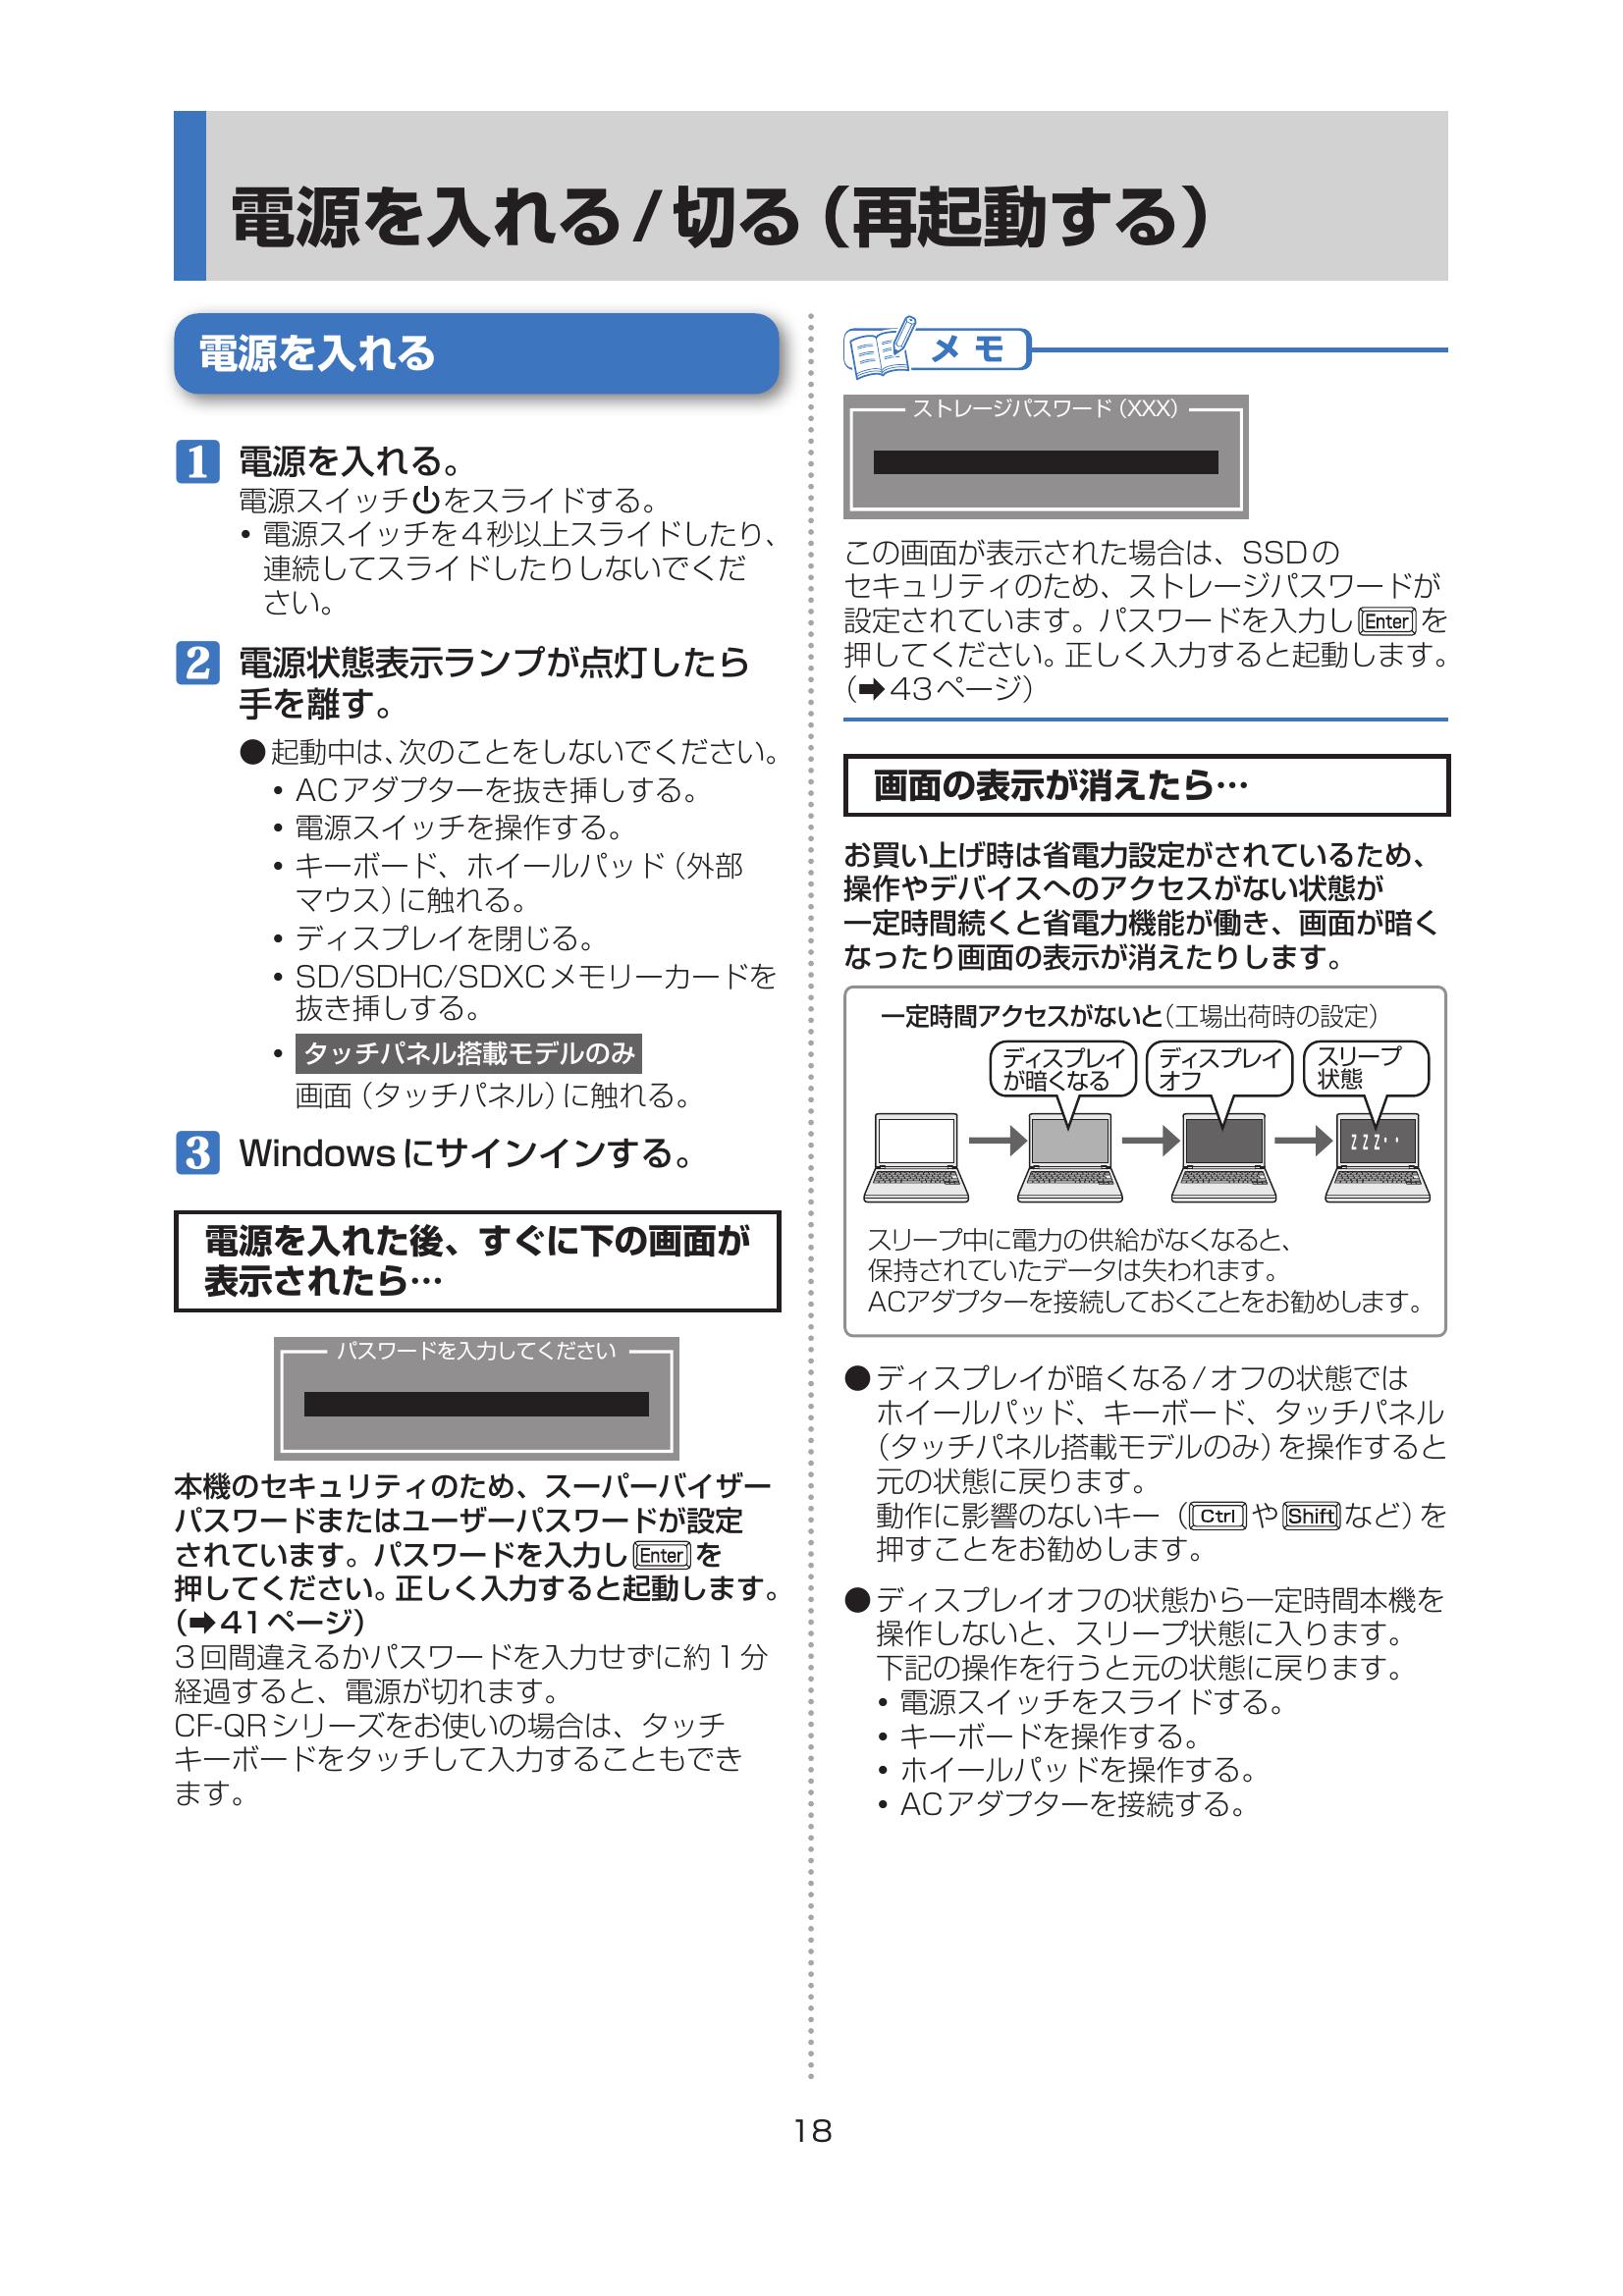 電源を入れる/切る（再起動する）
電源を入れる
1 電源を入れる。
電源スイッチ⏻をスライドする。
• 電源スイッチを4秒以上スライドしたり、
連続してスライドしたりしないでくだ
さい。
2 電源状態表示ランプが点灯したら
手を離す。
● 起動中は、次のことをしないでください。
• ACアダプターを抜き挿しする。
• 電源スイッチを操作する。
• キーボード、ホイールパッド（外部
マウス）に触れる。
• ディスプレイを閉じる。
• SD/SDHC/SDXCメモリーカードを
抜き挿しする。
• タッチパネル搭載モデルのみ
画面（タッチパネル）に触れる。
3 Windowsにサインインする。
電源を入れた後、すぐに下の画面が
表示されたら…
パスワードを入力してください
本機のセキュリティのため、スーパーバイザー
パスワードまたはユーザーパスワードが設定
されています。パスワードを入力しEnterを
押してください。正しく入力すると起動します。
（➡41ページ）
3回間違えるかパスワードを入力せずに約1分
経過すると、電源が切れます。
CF-QRシリーズをお使いの場合は、タッチ
キーボードをタッチして入力することもでき
ます。
メモ
ストレージパスワード（XXX）
この画面が表示された場合は、SSDの
セキュリティのため、ストレージパスワードが
設定されています。パスワードを入力しEnterを
押してください。正しく入力すると起動します。
（➡43ページ）
画面の表示が消えたら…
お買い上げ時は省電力設定がされているため、
操作やデバイスへのアクセスがない状態が
一定時間続くと省電力機能が働き、画面が暗く
なったり画面の表示が消えたりします。
一定時間アクセスがないと（工場出荷時の設定）
ディスプレイ
が暗くなる
ディスプレイ
オフ
スリープ
状態
ZZZ･･
スリープ中に電力の供給がなくなると、
保持されていたデータは失われます。
ACアダプターを接続しておくことをお勧めします。
● ディスプレイが暗くなる/オフの状態では
ホイールパッド、キーボード、タッチパネル
（タッチパネル搭載モデルのみ）を操作すると
元の状態に戻ります。
動作に影響のないキー（CtrlやShiftなど）を
押すことをお勧めします。
● ディスプレイオフの状態から一定時間本機を
操作しないと、スリープ状態に入ります。
下記の操作を行うと元の状態に戻ります。
• 電源スイッチをスライドする。
• キーボードを操作する。
• ホイールパッドを操作する。
• ACアダプターを接続する。
18